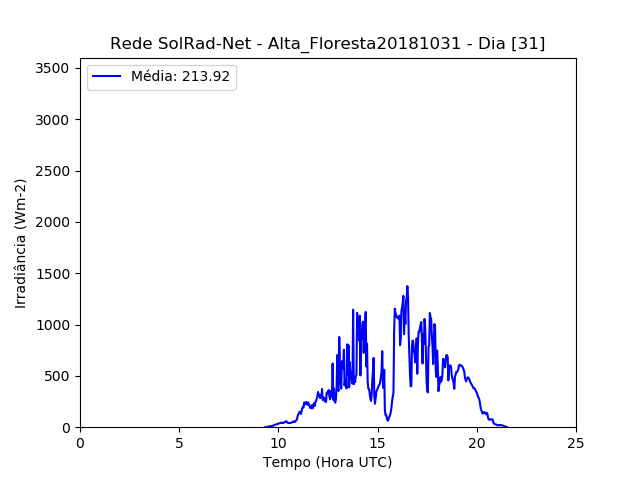 Rede SolRad-Net - Alta_Floresta20181031 - Dia [31]
Média: 213.92
3500
3000
2500
2000
1500
1000
500
0
Irradiância (Wm-2)
0 5 10 15 20 25
Tempo (Hora UTC)